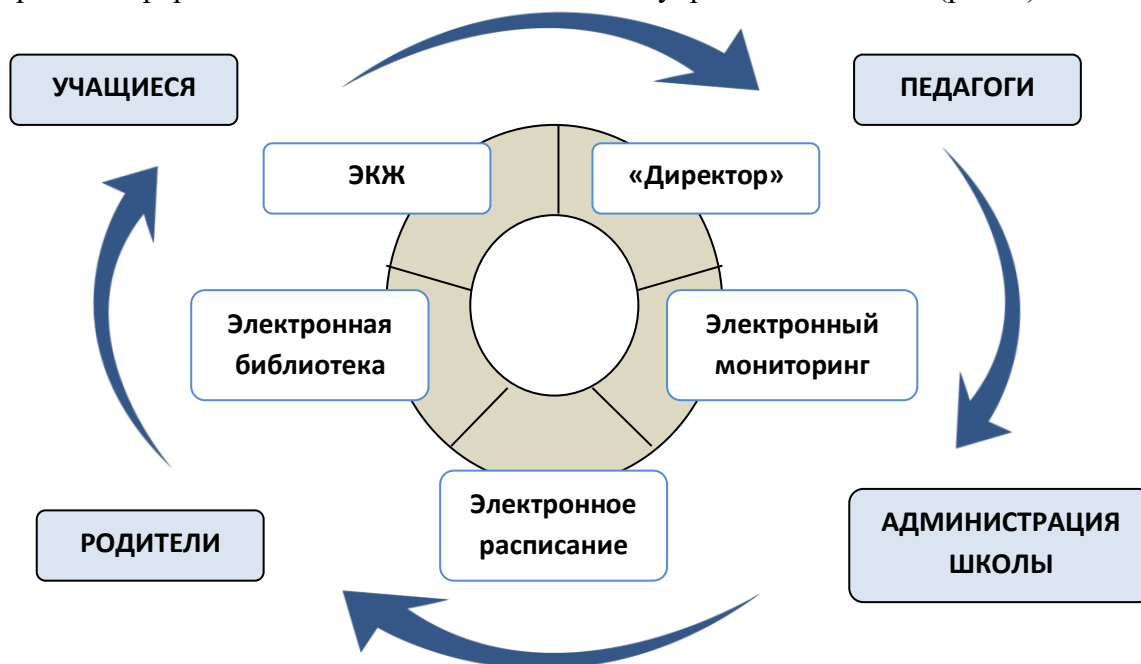 УЧАЩИЕСЯ
ПЕДАГОГИ
ЭКЖ
«Директор»
Электронная
библиотека
Электронный
мониторинг
Электронное
расписание
РОДИТЕЛИ
АДМИНИСТРАЦИЯ
ШКОЛЫ